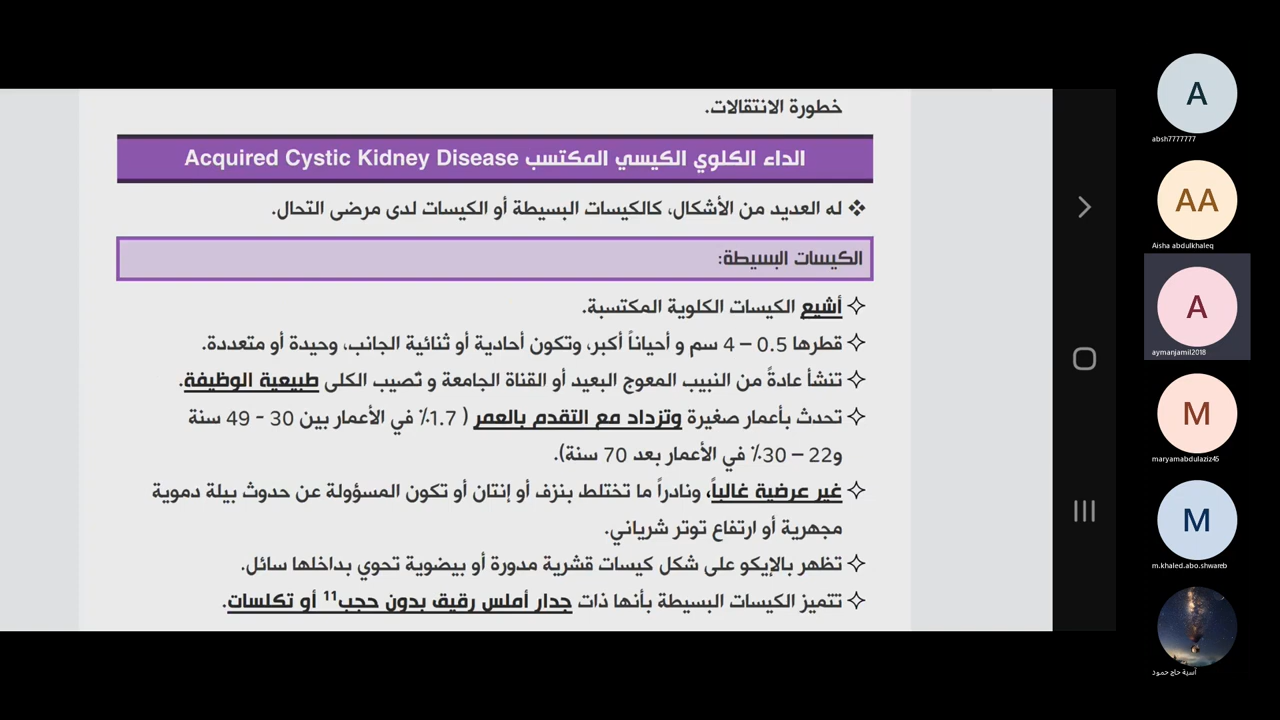 خطورة الانتقالات.
الداء الكلوي الكيسي المكتسب Acquired Cystic Kidney Disease
❖ له العديد من الأشكال، كالكيسات البسيطة أو الكيسات لدى مرضى التحال.
الكيسات البسيطة:
✧ أشيع الكيسات الكلوية المكتسبة.
✧ قطرها 0.5 – 4 سم و أحياناً أكبر، وتكون أحادية أو ثنائية الجانب، وحيدة أو متعددة.
✧ تنشأ عادةً من النبيب المعوج البعيد أو القناة الجامعة و تُصيب الكلى طبيعية الوظيفة.
✧ تحدث بأعمار صغيرة وتزداد مع التقدم بالعمر ( 1.7٪ في الأعمار بين 30 - 49 سنة
و22 – 30٪ في الأعمار بعد 70 سنة).
✧ غير عرضية غالباً، ونادراً ما تختلط بنزف أو إنتان أو تكون المسؤولة عن حدوث بيلة دموية
مجهرية أو ارتفاع توتر شرياني.
✧ تظهر بالإيكو على شكل كيسات قشرية مدورة أو بيضوية تحوي بداخلها سائل.
✧ تتميز الكيسات البسيطة بأنها ذات جدار أملس رقيق بدون حجب¹¹ أو تكلسات.
A
absh7777777
AA
Aisha abdulkhaleq
A
aymanjamil2018
M
maryamabdulaziz45
M
m.khaled.abo.shwareb
آسية حاج حمود